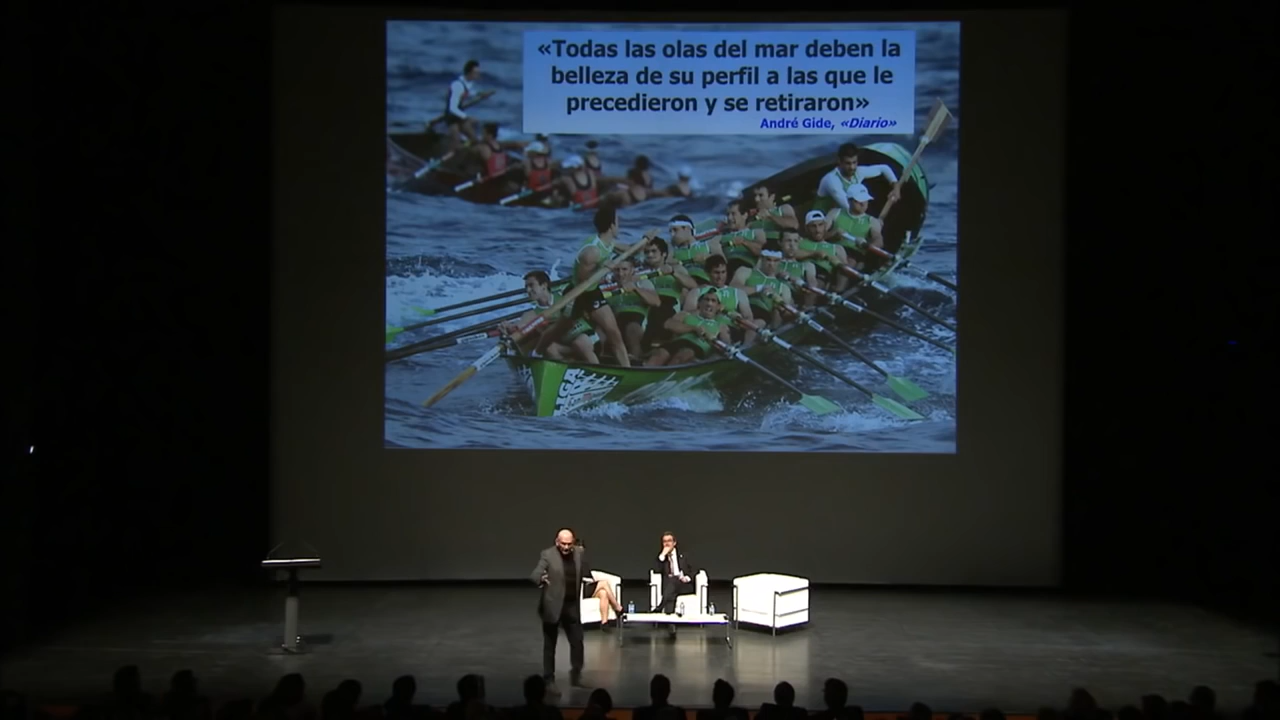 «Todas las olas del mar deben la
belleza de su perfil a las que le
precedieron y se retiraron»
André Gide, «Diario»